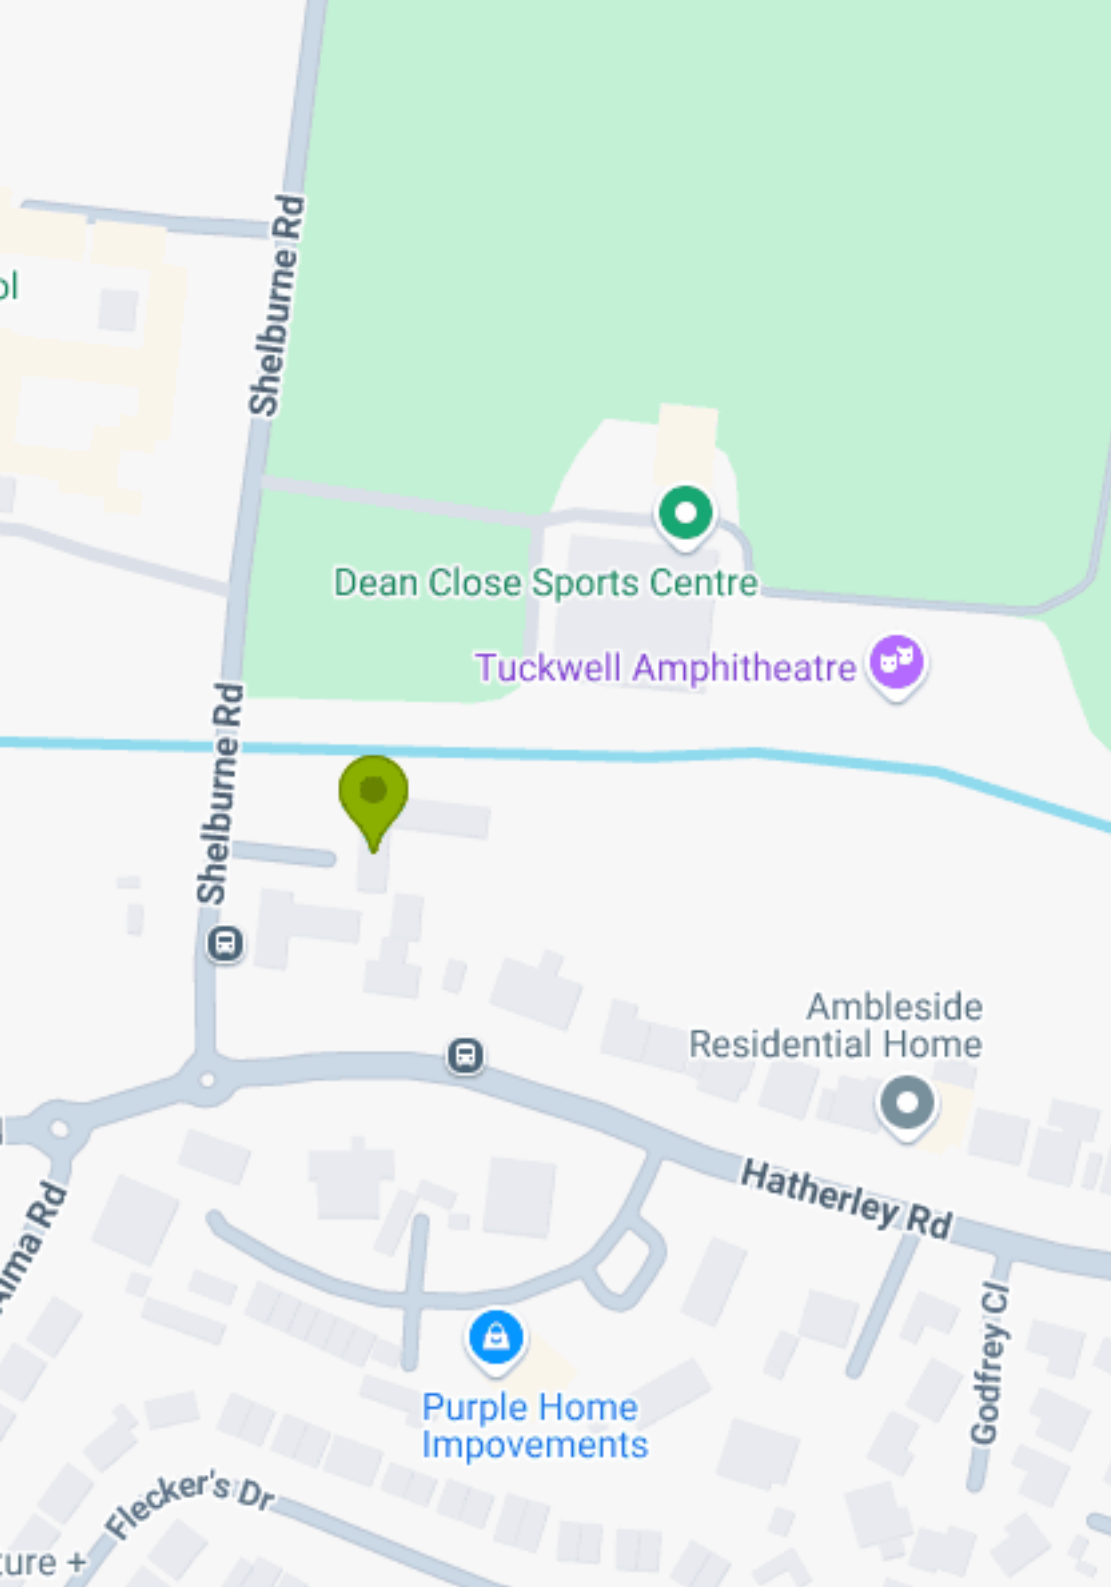 Shelburne Rd
ol
Dean Close Sports Centre
Tuckwell Amphitheatre
Shelburne Rd
Ambleside
Residential Home
Hatherley Rd
Alma Rd
Godfrey Cl
Purple Home
Impovements
Flecker's Dr
ture +